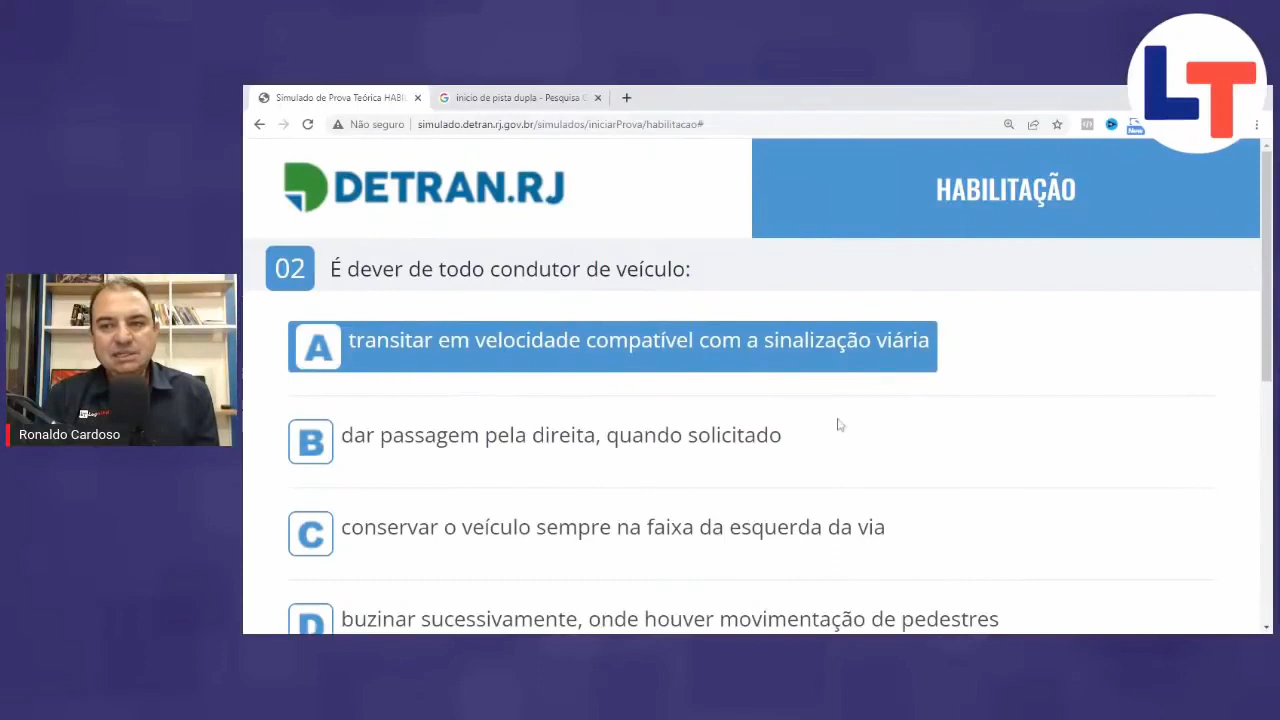 LT
Simulado de Prova Teórica HABI
inicio de pista dupla - Pesquisa
Não seguro
simulado.detran.rj.gov.br/simulados/iniciarProva/habilitacao#
New
DETRAN.RJ
HABILITAÇÃO
02 É dever de todo condutor de veículo:
A transitar em velocidade compatível com a sinalização viária
B dar passagem pela direita, quando solicitado
C conservar o veículo sempre na faixa da esquerda da via
D buzinar sucessivamente, onde houver movimentação de pedestres
Ronaldo Cardoso